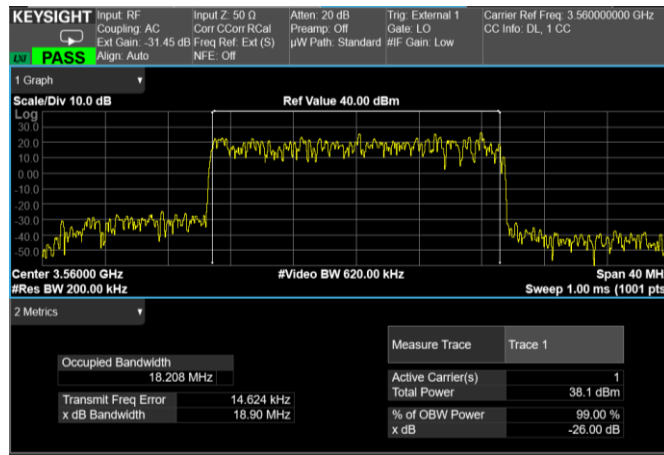 KEYSIGHT Input: RF Input Z: 50 Ω Atten: 20 dB Trig: External 1 Carrier Ref Freq: 3.560000000 GHz
Coupling: AC Corr CCorr RCal Preamp: Off Gate: LO CC Info: DL, 1 CC
Ext Gain: -31.45 dB Freq Ref: Ext (S) µW Path: Standard #IF Gain: Low
LXI PASS Align: Auto NFE: Off
1 Graph
Scale/Div 10.0 dB Ref Value 40.00 dBm
Log
30.0
20.0
10.0
0.00
-10.0
-20.0
-30.0
-40.0
-50.0
Center 3.56000 GHz #Video BW 620.00 kHz Span 40 MH
#Res BW 200.00 kHz Sweep 1.00 ms (1001 pts
2 Metrics
Measure Trace Trace 1
Occupied Bandwidth
18.208 MHz
Active Carrier(s) 1
Transmit Freq Error 14.624 kHz Total Power 38.1 dBm
x dB Bandwidth 18.90 MHz % of OBW Power 99.00 %
x dB -26.00 dB